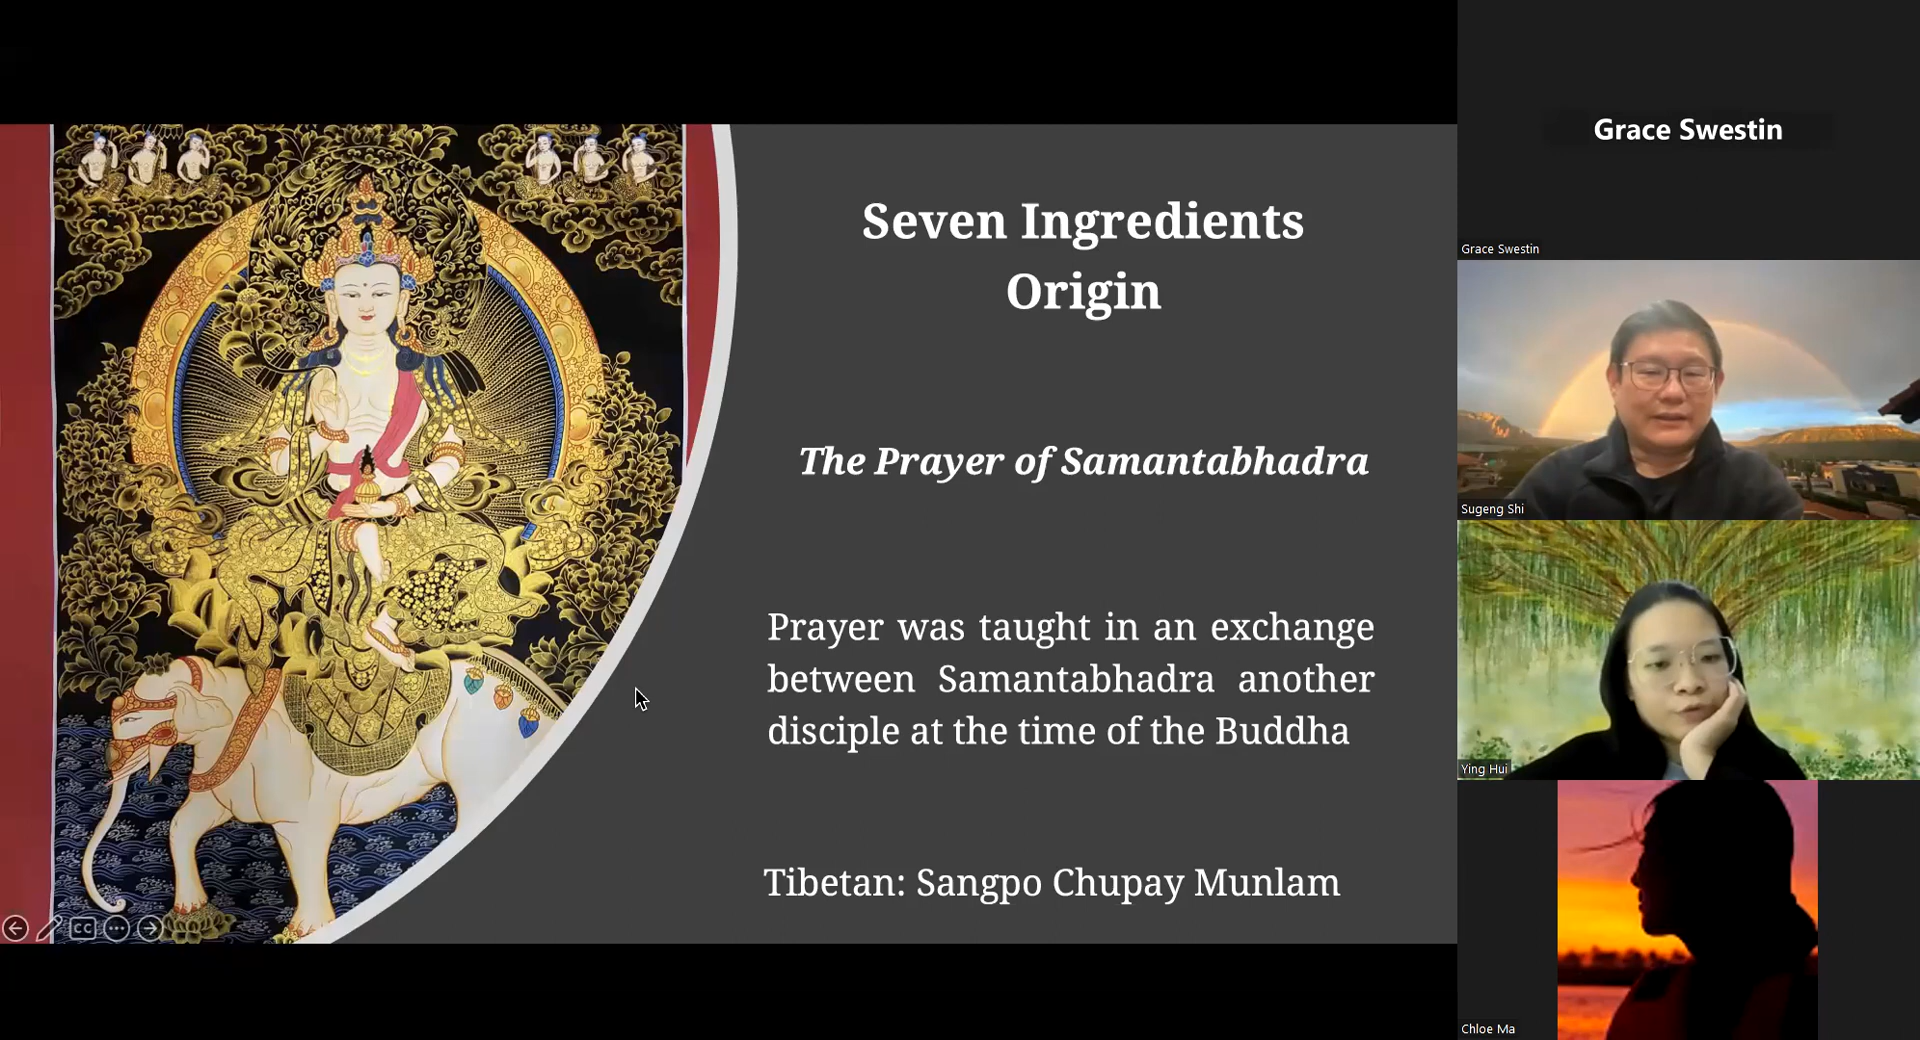 Seven Ingredients
Origin
The Prayer of Samantabhadra
Prayer was taught in an exchange
between Samantabhadra another
disciple at the time of the Buddha
Tibetan: Sangpo Chupay Munlam
CC
Grace Swestin
Grace Swestin
Sugeng Shi
Ying Hui
Chloe Ma